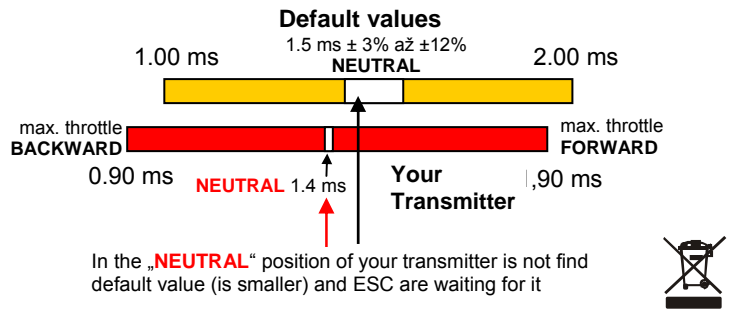 Default values
1.5 ms ± 3% až ±12%
1.00 ms NEUTRAL 2.00 ms
max. throttle
BACKWARD
max. throttle
FORWARD
0.90 ms NEUTRAL 1.4 ms Your
Transmitter
,90 ms
In the „NEUTRAL“ position of your transmitter is not find
default value (is smaller) and ESC are waiting for it